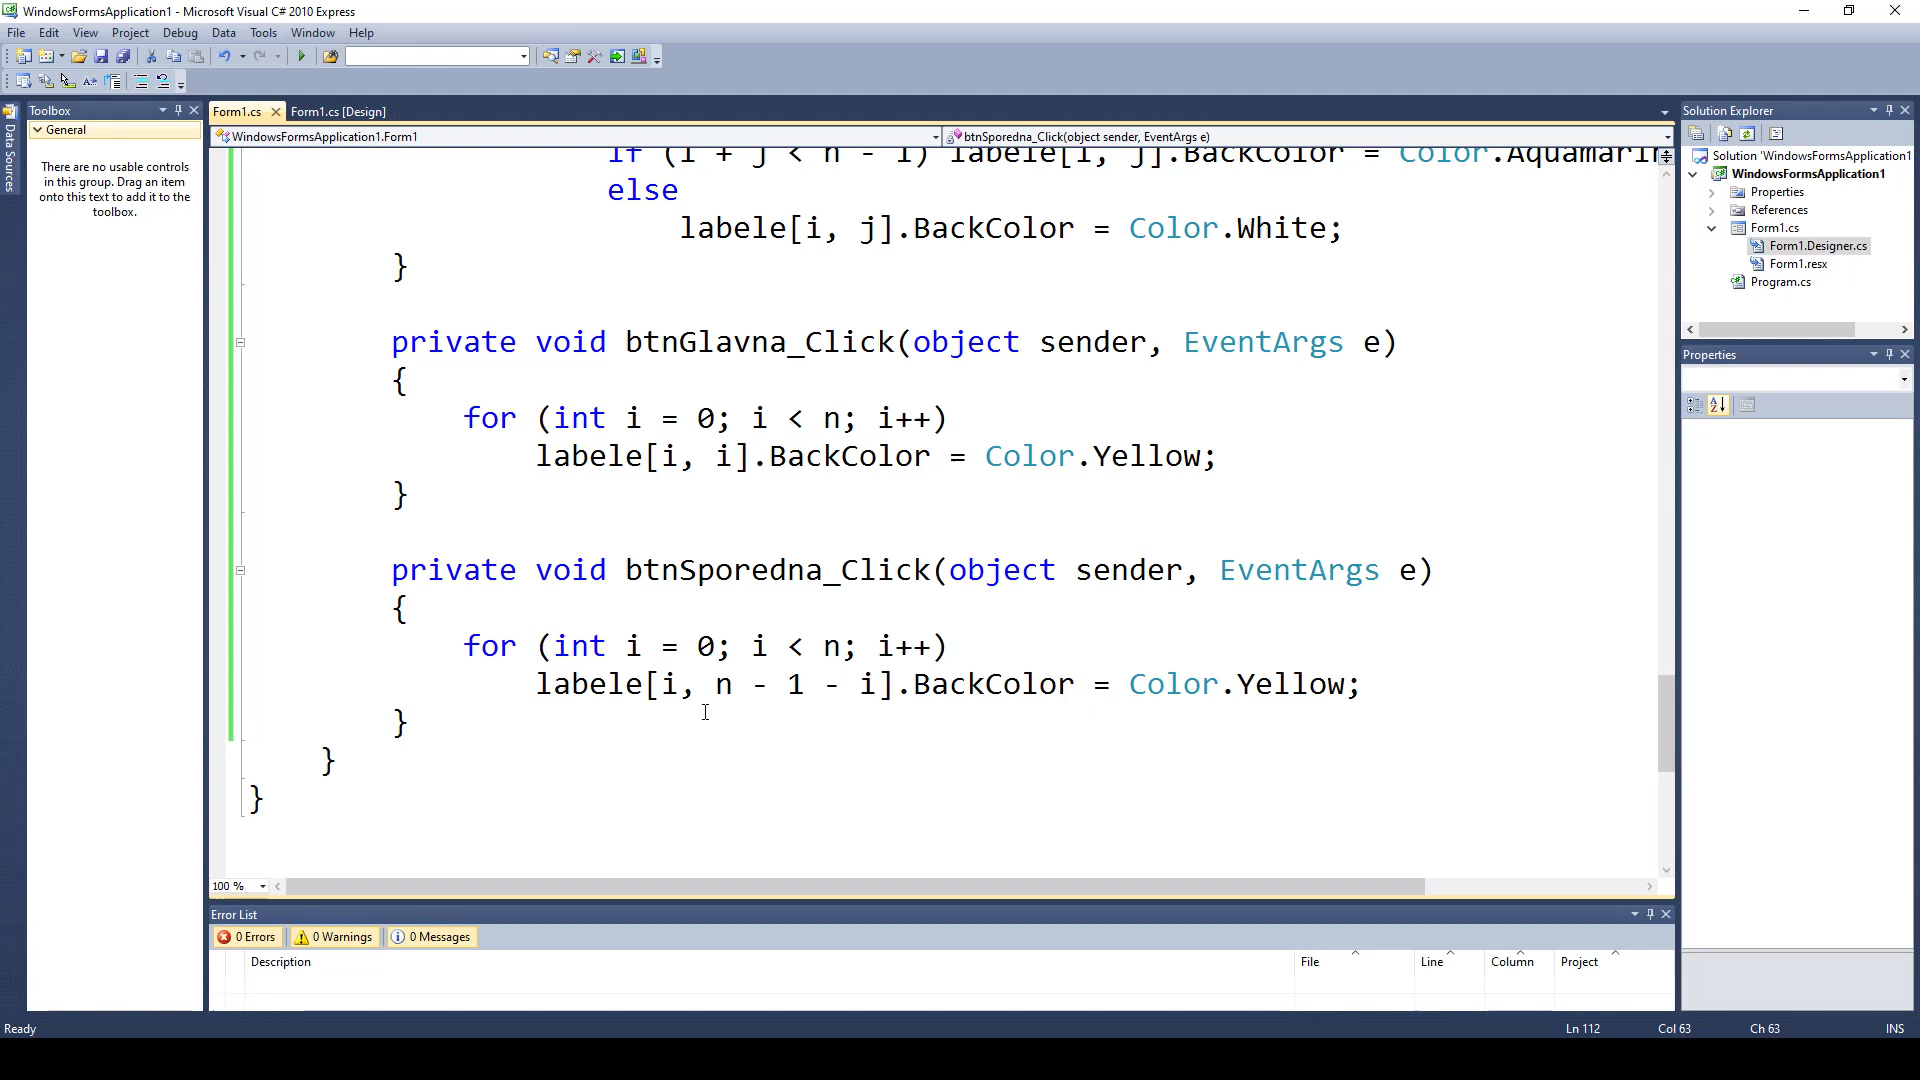 WindowsFormsApplication1 - Microsoft Visual C# 2010 Express
File Edit View Project Debug Data Tools Window Help
Toolbox
General
There are no usable controls
in this group. Drag an item
onto this text to add it to the
toolbox.
Data Sources
Form1.cs Form1.cs [Design]
WindowsFormsApplication1.Form1 btnSporedna_Click(object sender, EventArgs e)
if (i + j < n - 1) labele[i, j].BackColor =
else
labele[i, j].BackColor = Color.White;
}
private void btnGlavna_Click(object sender, EventArgs e)
{
for (int i = 0; i < n; i++)
labele[i, i].BackColor = Color.Yellow;
}
private void btnSporedna_Click(object sender, EventArgs e)
{
for (int i = 0; i < n; i++)
labele[i, n - 1 - i].BackColor = Color.Yellow;
}
}
}
100 %
Error List
0 Errors 0 Warnings 0 Messages
Description File Line Column Project
Solution Explorer
Solution 'WindowsFormsApplication1'
WindowsFormsApplication1
Properties
References
Form1.cs
Form1.Designer.cs
Form1.resx
Program.cs
Properties
Ready Ln 112 Col 63 Ch 63 INS